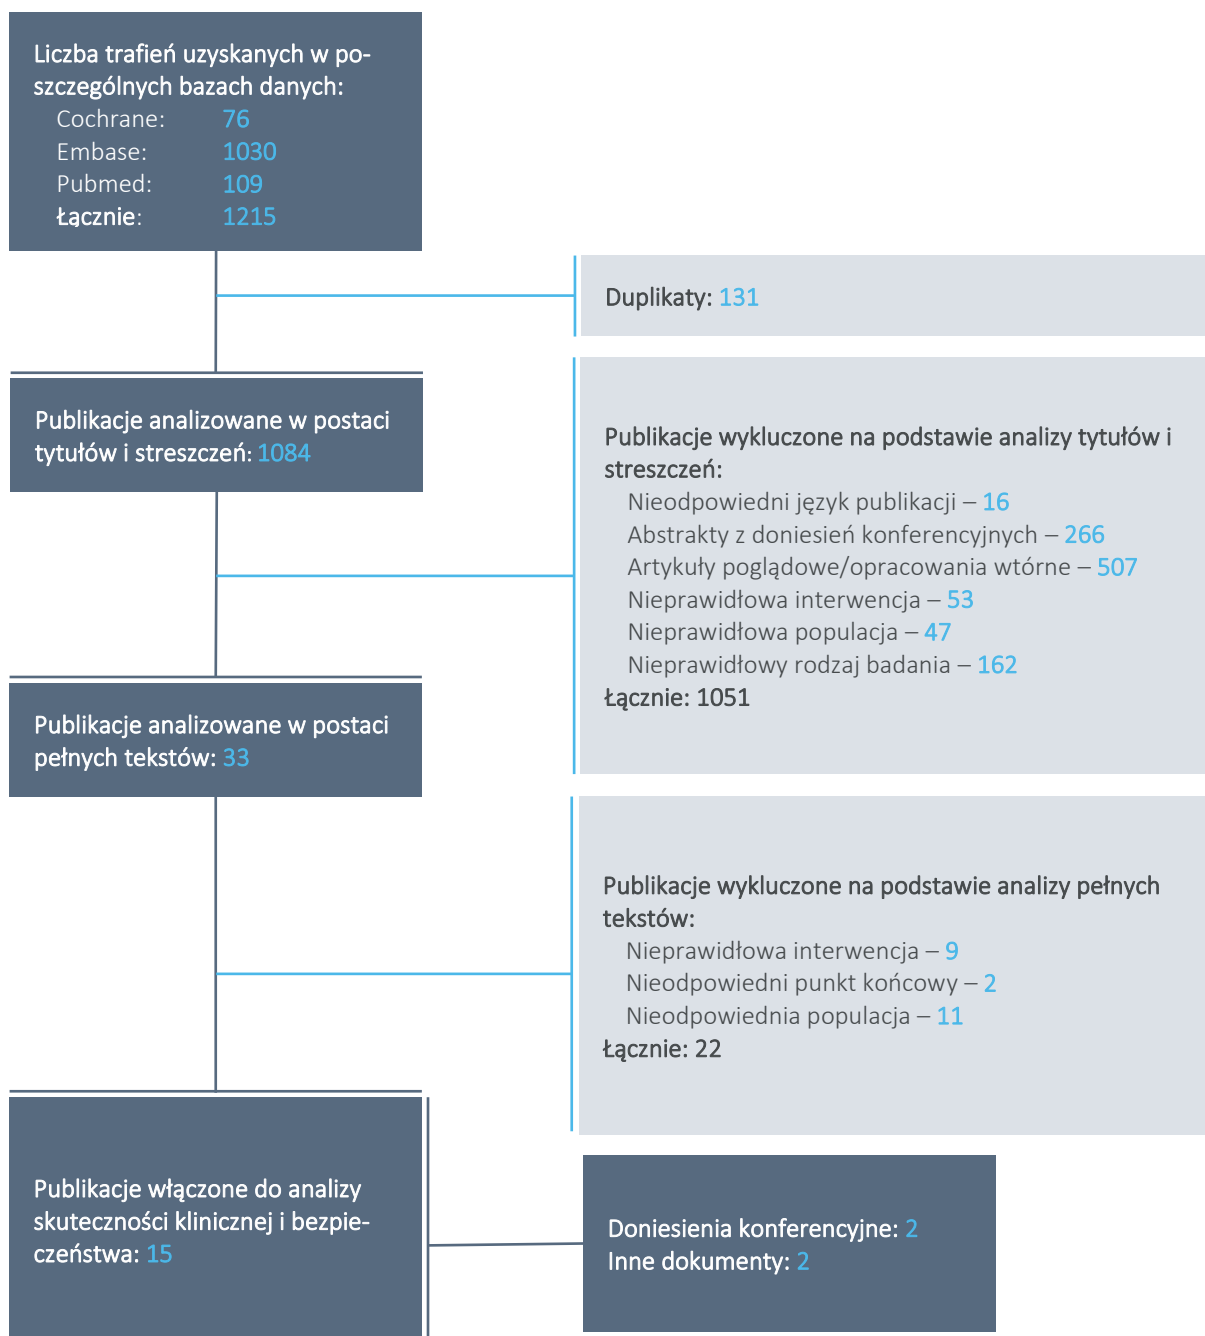 Liczba trafień uzyskanych w po-
szczególnych bazach danych:
Cochrane: 76
Embase: 1030
Pubmed: 109
Łącznie: 1215
Duplikaty: 131
Publikacje analizowane w postaci
tytułów i streszczeń: 1084
Publikacje wykluczone na podstawie analizy tytułów i
streszczeń:
Nieodpowiedni język publikacji – 16
Abstrakty z doniesień konferencyjnych – 266
Artykuły poglądowe/opracowania wtórne – 507
Nieprawidłowa interwencja – 53
Nieprawidłowa populacja – 47
Nieprawidłowy rodzaj badania – 162
Łącznie: 1051
Publikacje analizowane w postaci
pełnych tekstów: 33
Publikacje wykluczone na podstawie analizy pełnych
tekstów:
Nieprawidłowa interwencja – 9
Nieodpowiedni punkt końcowy – 2
Nieodpowiednia populacja – 11
Łącznie: 22
Publikacje włączone do analizy
skuteczności klinicznej i bezpie-
czeństwa: 15
Doniesienia konferencyjne: 2
Inne dokumenty: 2